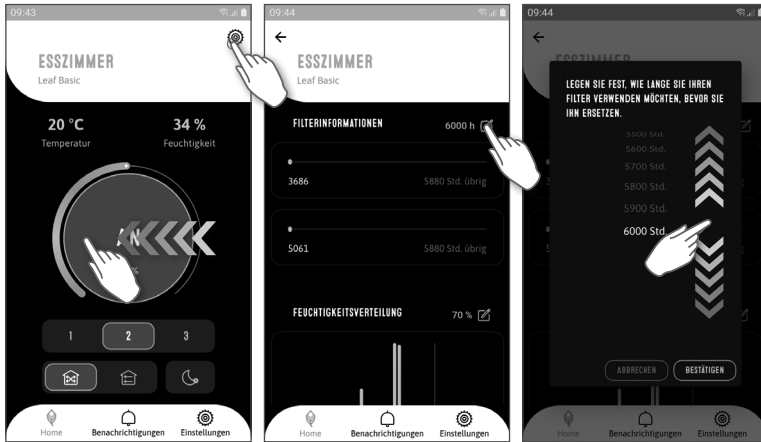 09:43
ESSZIMMER
Leaf Basic
20 °C
34 %
Temperatur
Feuchtigkeit
AN
%
1
2
3
Home
Benachrichtigungen
Einstellungen
09:44
ESSZIMMER
Leaf Basic
FILTERINFORMATIONEN
6000 h
3686
5880 Std. übrig
5061
5880 Std. übrig
FEUCHTIGKEITSVERTEILUNG
70 %
Home
Benachrichtigungen
Einstellungen
09:44
ESSZIMMER
LEGEN SIE FEST, WIE LANGE SIE IHREN
FILTER VERWENDEN MÖCHTEN, BEVOR SIE
IHN ERSETZEN.
5500 Std.
5600 Std.
5700 Std.
5800 Std.
5900 Std.
6000 Std.
ABBRECHEN
BESTÄTIGEN
Home
Benachrichtigungen
Einstellungen